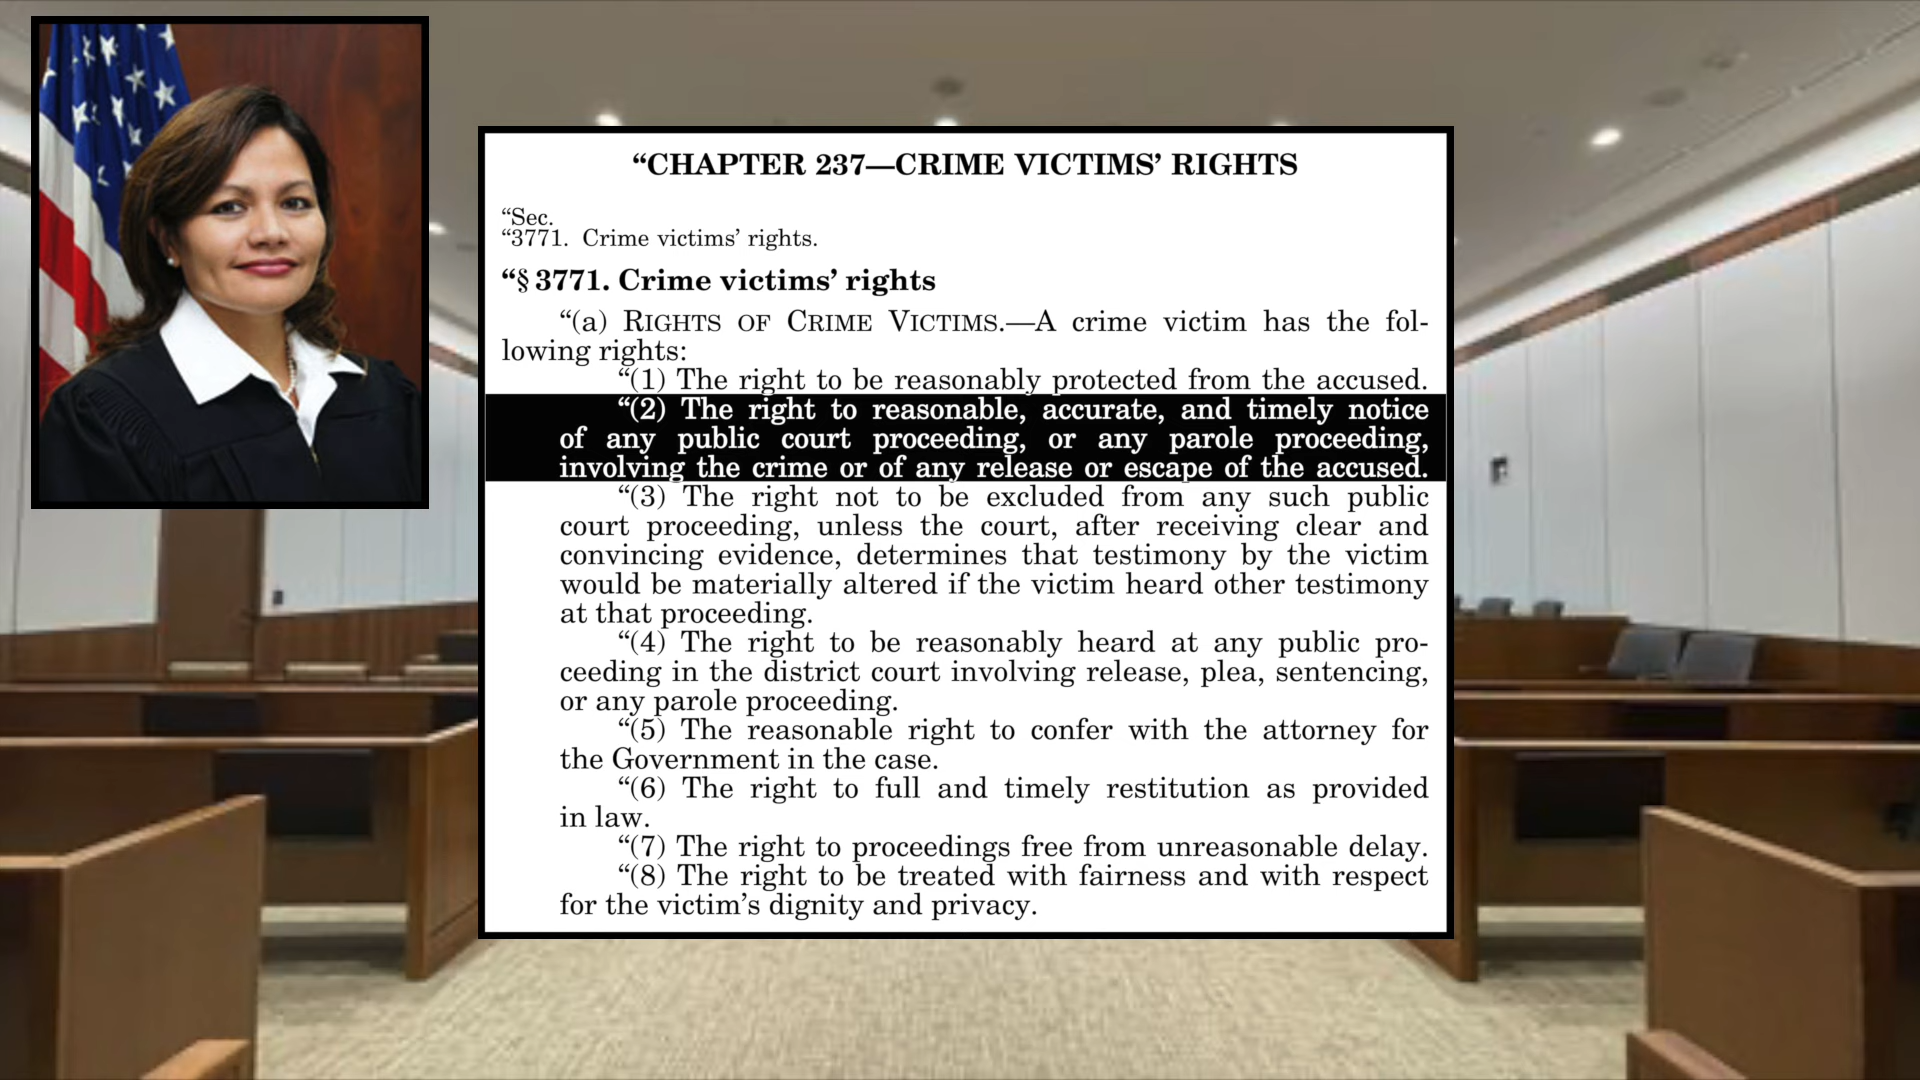 “CHAPTER 237—CRIME VICTIMS’ RIGHTS
“Sec.
“3771. Crime victims’ rights.
“§ 3771. Crime victims’ rights
“(a) RIGHTS OF CRIME VICTIMS.—A crime victim has the fol-
lowing rights:
“(1) The right to be reasonably protected from the accused.
“(2) The right to reasonable, accurate, and timely notice
of any public court proceeding, or any parole proceeding,
involving the crime or of any release or escape of the accused.
“(3) The right not to be excluded from any such public
court proceeding, unless the court, after receiving clear and
convincing evidence, determines that testimony by the victim
would be materially altered if the victim heard other testimony
at that proceeding.
“(4) The right to be reasonably heard at any public pro-
ceeding in the district court involving release, plea, sentencing,
or any parole proceeding.
“(5) The reasonable right to confer with the attorney for
the Government in the case.
“(6) The right to full and timely restitution as provided
in law.
“(7) The right to proceedings free from unreasonable delay.
“(8) The right to be treated with fairness and with respect
for the victim’s dignity and privacy.